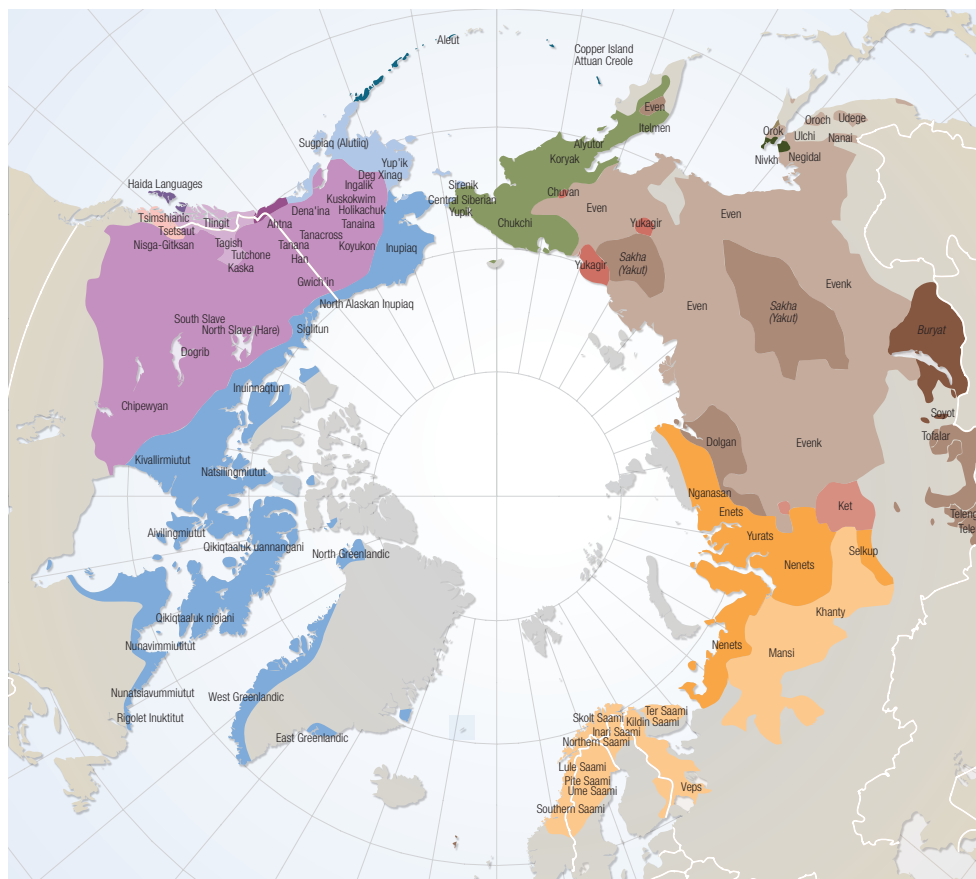 Aleut
Copper Island
Attuan Creole
Even
Itelmen
Alyutor
Koryak
Sugpiaq (Alutiiq)
Yup'ik
Deg Xinag
Ingalik
Kuskokwim
Holikachuk
Tanaina
Dena'ina
Ahtna
Tanacross
Koyukon
Tanana
Han
Gwich'in
Inupiaq
Sirenik
Central Siberian
Yupik
Chukchi
Chuvan
Even
Yukagir
Yukagir
Sakha
(Yakut)
Even
Even
Orok
Oroch
Udege
Ulchi
Nanai
Nivkh
Negidal
Haida Languages
Tsimshianic
Tsetsaut
Nisga-Gitksan
Tlingit
Tagish
Tutchone
Kaska
North Alaskan Inupiaq
Siglitun
South Slave
North Slave (Hare)
Dogrib
Inuinnaqtun
Chipewyan
Kivallirmiutut
Natsilingmiutut
Aivilingmiutut
Qikiqtaaluk uannangani
North Greenlandic
Qikiqtaaluk nigiani
Nunavimmiutitut
Nunatsiavummiutut
Rigolet Inuktitut
West Greenlandic
East Greenlandic
Evenk
Sakha
(Yakut)
Buryat
Soyot
Tofalar
Teleng
Tele
Dolgan
Evenk
Nganasan
Enets
Yurats
Ket
Selkup
Nenets
Khanty
Nenets
Mansi
Ter Saami
Skolt Saami
Kildin Saami
Inari Saami
Northern Saami
Lule Saami
Pite Saami
Ume Saami
Southern Saami
Veps